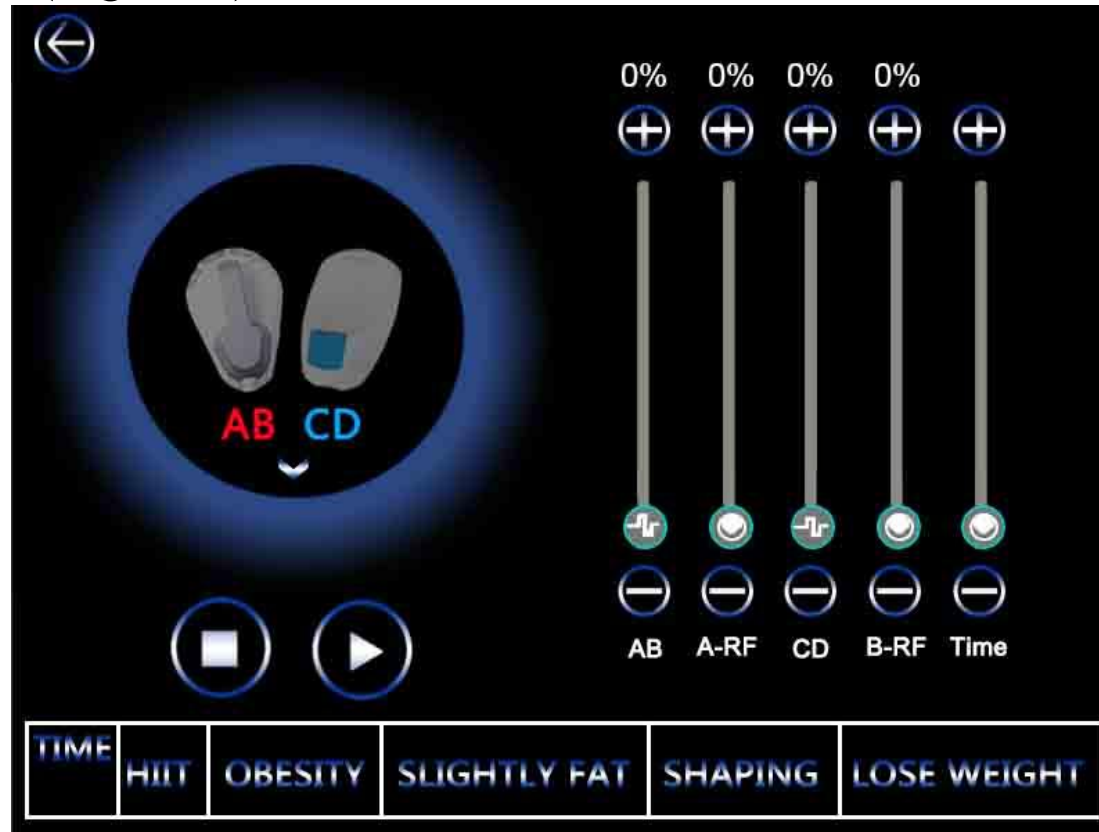 0% 0% 0% 0%
AB CD
AB A-RF CD B-RF Time
TIME HIIT OBESITY SLIGHTLY FAT SHAPING LOSE WEIGHT